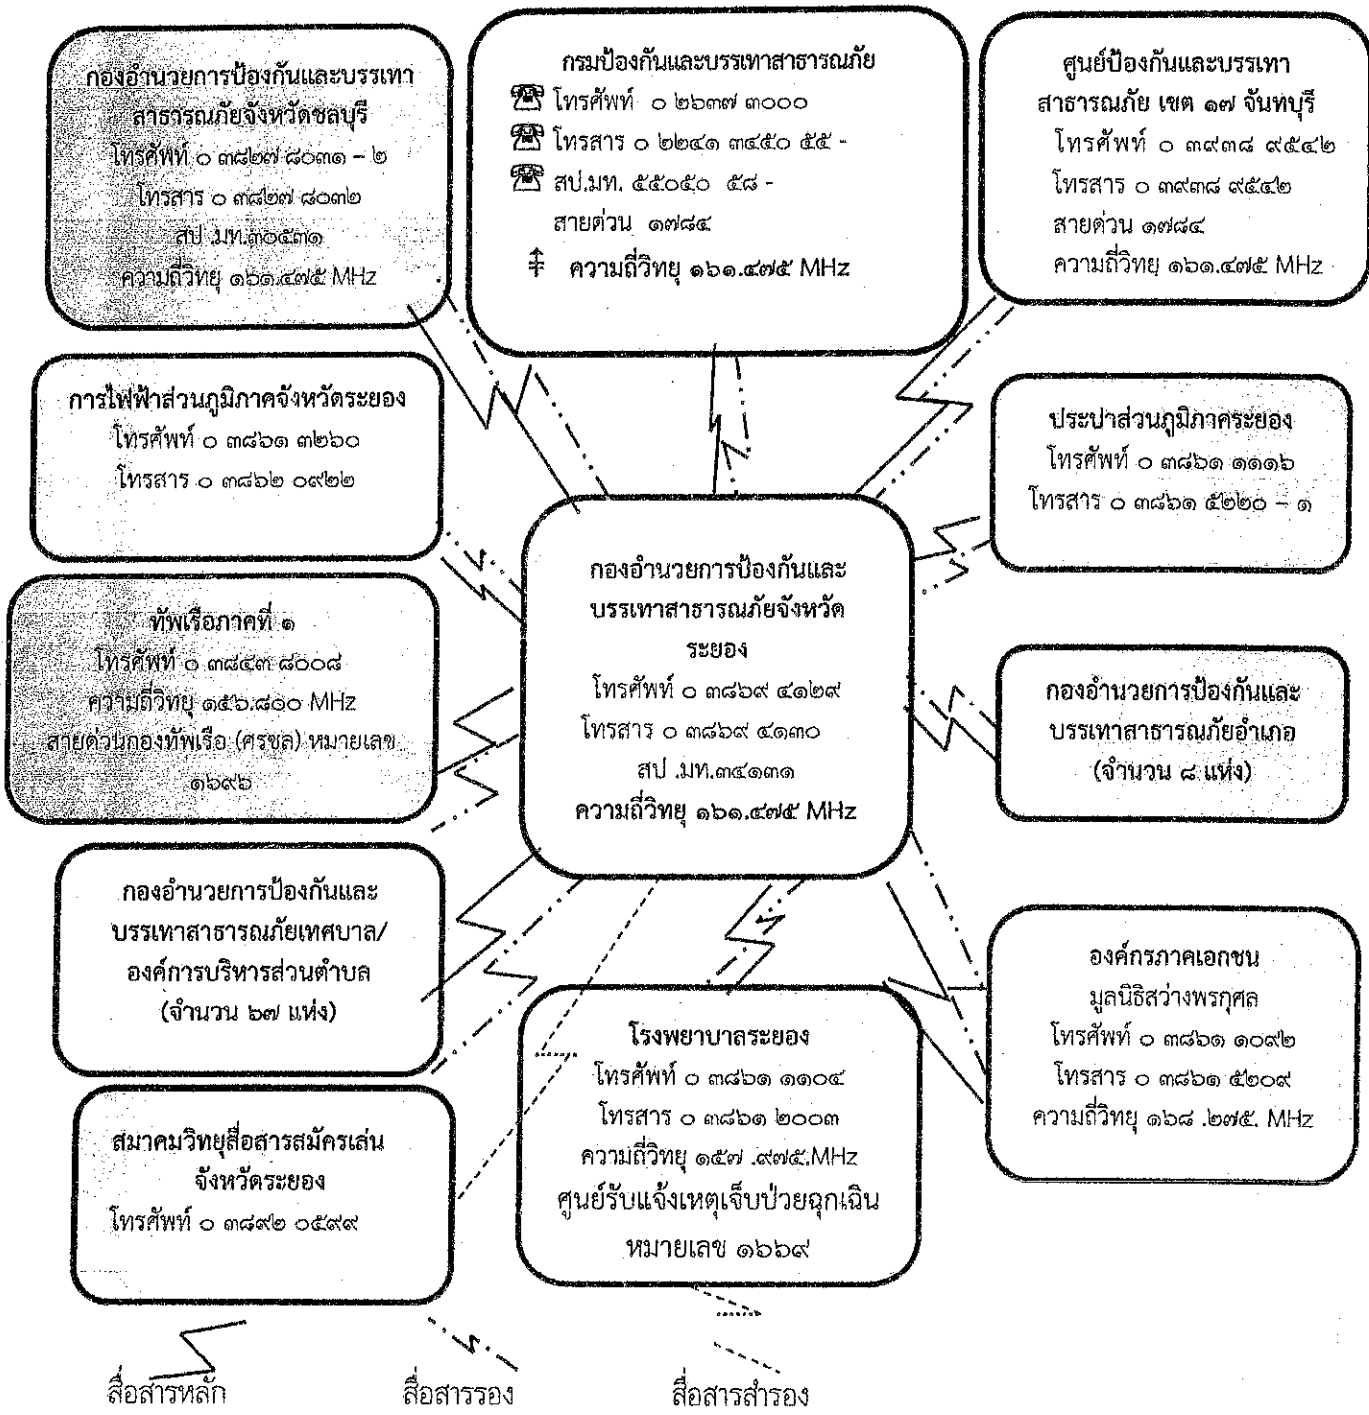 กองอำนวยการป้องกันและบรรเทา
สาธารณภัยจังหวัดชลบุรี
โทรศัพท์ ๐ ๓๘๒๗ ๘๐๓๑ – ๒
โทรสาร ๐ ๓๘๒๗ ๘๐๓๒
สป .มท.๓๐๕๓๑
ความถี่วิทยุ ๑๖๑.๔๗๕ MHz
กรมป้องกันและบรรเทาสาธารณภัย
โทรศัพท์ ๐ ๒๖๓๗ ๓๐๐๐
โทรสาร ๐ ๒๒๔๑ ๓๔๕๐ ๕๕ -
สป.มท. ๕๕๐๕๐ ๕๘ -
สายด่วน ๑๗๘๔
ความถี่วิทยุ ๑๖๑.๔๗๕ MHz
ศูนย์ป้องกันและบรรเทา
สาธารณภัย เขต ๑๗ จันทบุรี
โทรศัพท์ ๐ ๓๙๓๘ ๙๕๔๒
โทรสาร ๐ ๓๙๓๘ ๙๕๔๒
สายด่วน ๑๗๘๔
ความถี่วิทยุ ๑๖๑.๔๗๕ MHz
การไฟฟ้าส่วนภูมิภาคจังหวัดระยอง
โทรศัพท์ ๐ ๓๘๖๑ ๓๒๖๐
โทรสาร ๐ ๓๘๖๒ ๐๙๒๒
ประปาส่วนภูมิภาคระยอง
โทรศัพท์ ๐ ๓๘๖๑ ๑๑๑๖
โทรสาร ๐ ๓๘๖๑ ๕๒๒๐ – ๑
กองอำนวยการป้องกันและ
บรรเทาสาธารณภัยจังหวัด
ระยอง
โทรศัพท์ ๐ ๓๘๖๙ ๔๑๒๙
โทรสาร ๐ ๓๘๖๙ ๔๑๓๐
สป .มท.๓๔๑๓๑
ความถี่วิทยุ ๑๖๑.๔๗๕ MHz
ทัพเรือภาคที่ ๑
โทรศัพท์ ๐ ๓๘๔๓ ๘๐๐๘
ความถี่วิทยุ ๑๕๖.๘๐๐ MHz
สายด่วนกองทัพเรือ (ศรชล) หมายเลข
๑๖๙๖
กองอำนวยการป้องกันและ
บรรเทาสาธารณภัยอำเภอ
(จำนวน ๘ แห่ง)
กองอำนวยการป้องกันและ
บรรเทาสาธารณภัยเทศบาล/
องค์การบริหารส่วนตำบล
(จำนวน ๖๗ แห่ง)
องค์กรภาคเอกชน
มูลนิธิสว่างพรกุศล
โทรศัพท์ ๐ ๓๘๖๑ ๑๐๙๒
โทรสาร ๐ ๓๘๖๑ ๕๒๐๙
ความถี่วิทยุ ๑๖๘ .๒๗๕. MHz
โรงพยาบาลระยอง
โทรศัพท์ ๐ ๓๘๖๑ ๑๑๐๔
โทรสาร ๐ ๓๘๖๑ ๒๐๐๓
ความถี่วิทยุ ๑๕๗ .๙๗๕.MHz
ศูนย์รับแจ้งเหตุเจ็บป่วยฉุกเฉิน
หมายเลข ๑๖๖๙
สมาคมวิทยุสื่อสารสมัครเล่น
จังหวัดระยอง
โทรศัพท์ ๐ ๓๘๙๒ ๐๕๙๙
สื่อสารหลัก
สื่อสารรอง
สื่อสารสำรอง